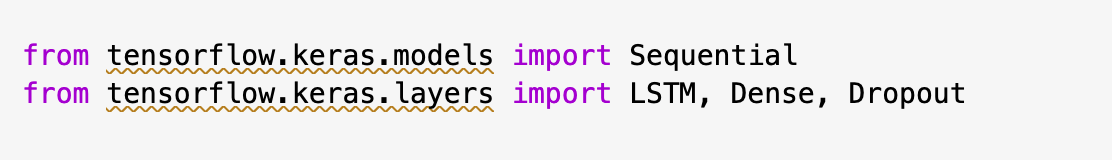 from tensorflow.keras.models import Sequential
from tensorflow.keras.layers import LSTM, Dense, Dropout